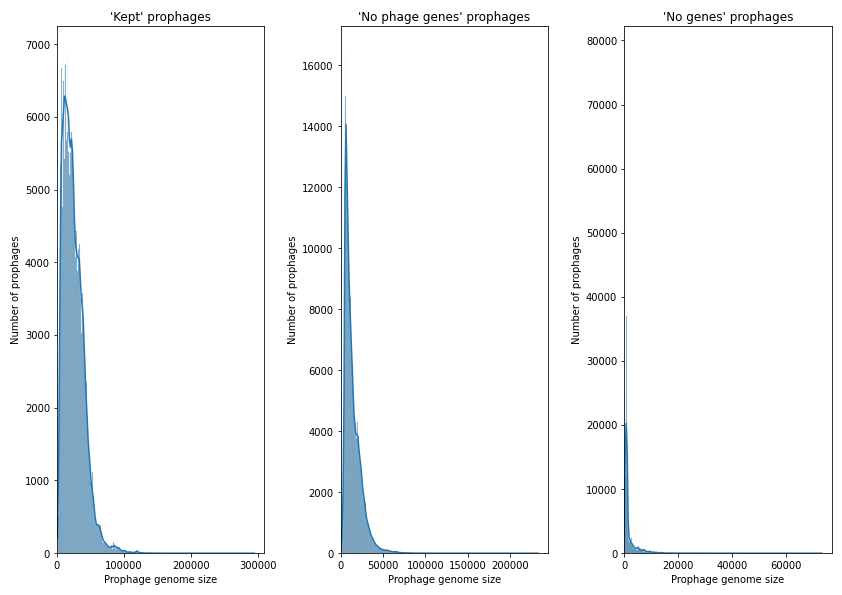 'Kept' prophages
7000
6000
5000
4000
3000
2000
1000
0
Number of prophages
0 100000 200000 300000
Prophage genome size
'No phage genes' prophages
16000
14000
12000
10000
8000
6000
4000
2000
0
Number of prophages
0 50000 100000 150000 200000
Prophage genome size
'No genes' prophages
80000
70000
60000
50000
40000
30000
20000
10000
0
Number of prophages
0 20000 40000 60000
Prophage genome size